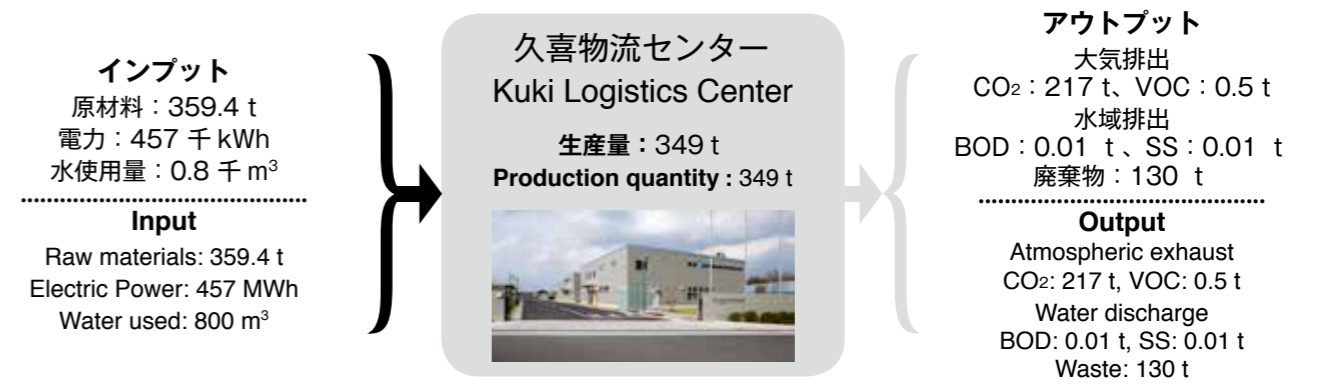 インプット
原材料：359.4 t
電力：457 千 kWh
水使用量：0.8 千 m³
Input
Raw materials: 359.4 t
Electric Power: 457 MWh
Water used: 800 m³
久喜物流センター
Kuki Logistics Center
生産量：349 t
Production quantity : 349 t
アウトプット
大気排出
CO₂：217 t、VOC：0.5 t
水域排出
BOD：0.01 t 、SS：0.01 t
廃棄物：130 t
Output
Atmospheric exhaust
CO₂: 217 t, VOC: 0.5 t
Water discharge
BOD: 0.01 t, SS: 0.01 t
Waste: 130 t